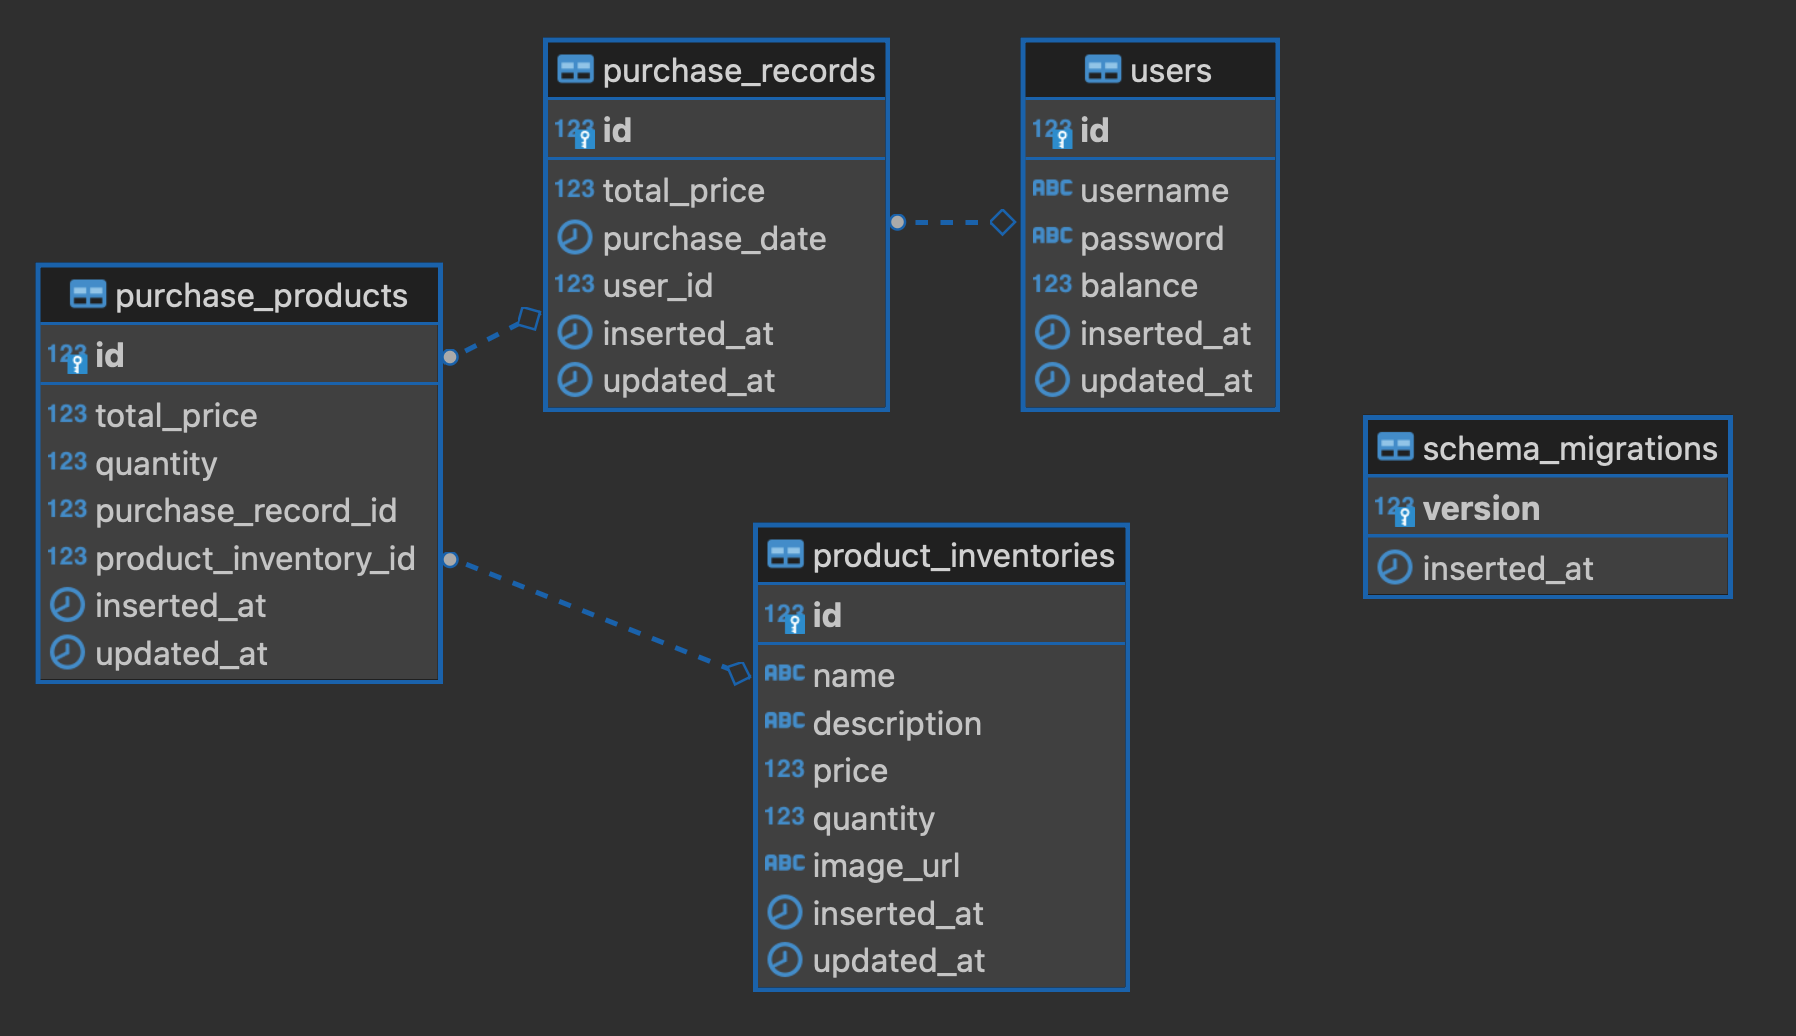 purchase_records
123 id
123 total_price
purchase_date
123 user_id
inserted_at
updated_at
users
123 id
ABC username
ABC password
123 balance
inserted_at
updated_at
purchase_products
123 id
123 total_price
123 quantity
123 purchase_record_id
123 product_inventory_id
inserted_at
updated_at
schema_migrations
123 version
inserted_at
product_inventories
123 id
ABC name
ABC description
123 price
123 quantity
ABC image_url
inserted_at
updated_at